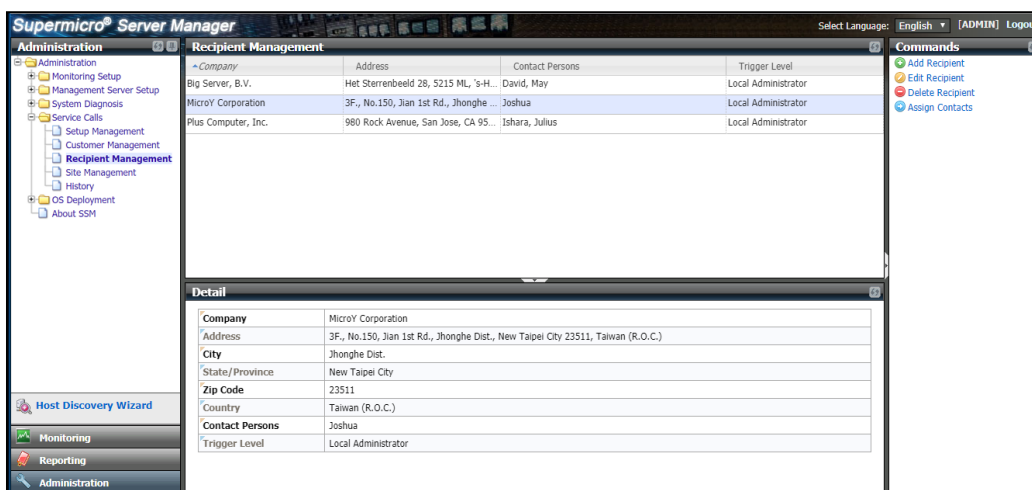 Supermicro® Server Manager
Select Language: English [ADMIN] Logou
Administration
Administration
Monitoring Setup
Management Server Setup
System Diagnosis
Service Calls
Setup Management
Customer Management
Recipient Management
Site Management
History
OS Deployment
About SSM
Host Discovery Wizard
Monitoring
Reporting
Administration
Recipient Management
Company Address Contact Persons Trigger Level
Big Server, B.V. Het Sterrenbeeld 28, 5215 ML, 's-H... David, May Local Administrator
MicroY Corporation 3F., No.150, Jian 1st Rd., Jhonghe ... Joshua Local Administrator
Plus Computer, Inc. 980 Rock Avenue, San Jose, CA 95... Ishara, Julius Local Administrator
Detail
Company MicroY Corporation
Address 3F., No.150, Jian 1st Rd., Jhonghe Dist., New Taipei City 23511, Taiwan (R.O.C.)
City Jhonghe Dist.
State/Province New Taipei City
Zip Code 23511
Country Taiwan (R.O.C.)
Contact Persons Joshua
Trigger Level Local Administrator
Commands
Add Recipient
Edit Recipient
Delete Recipient
Assign Contacts